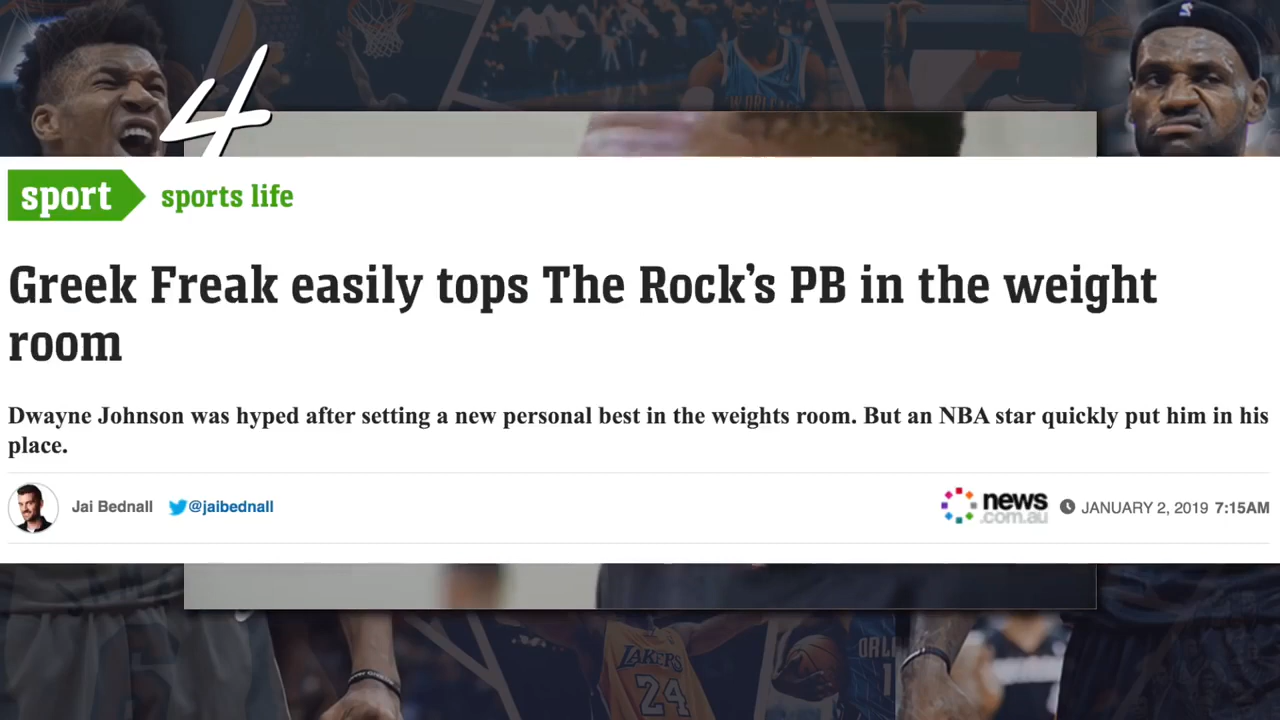 4
sport sports life
Greek Freak easily tops The Rock's PB in the weight
room
Dwayne Johnson was hyped after setting a new personal best in the weights room. But an NBA star quickly put him in his
place.
Jai Bednall @jaibednall news.com.au JANUARY 2, 2019 7:15AM
LAKERS
24